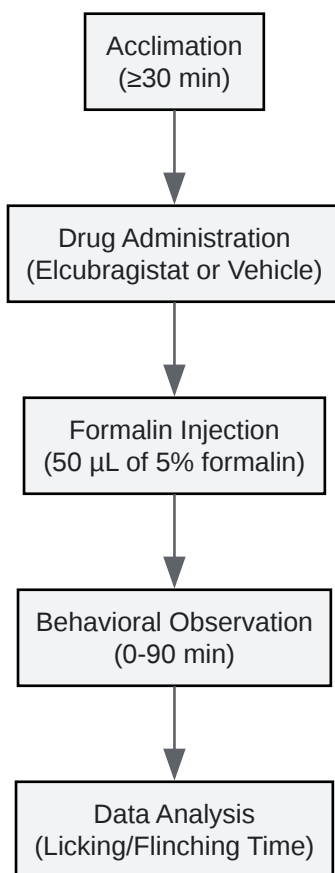 Acclimation
(≥30 min)
Drug Administration
(Elcubragistat or Vehicle)
Formalin Injection
(50 µL of 5% formalin)
Behavioral Observation
(0-90 min)
Data Analysis
(Licking/Flinching Time)